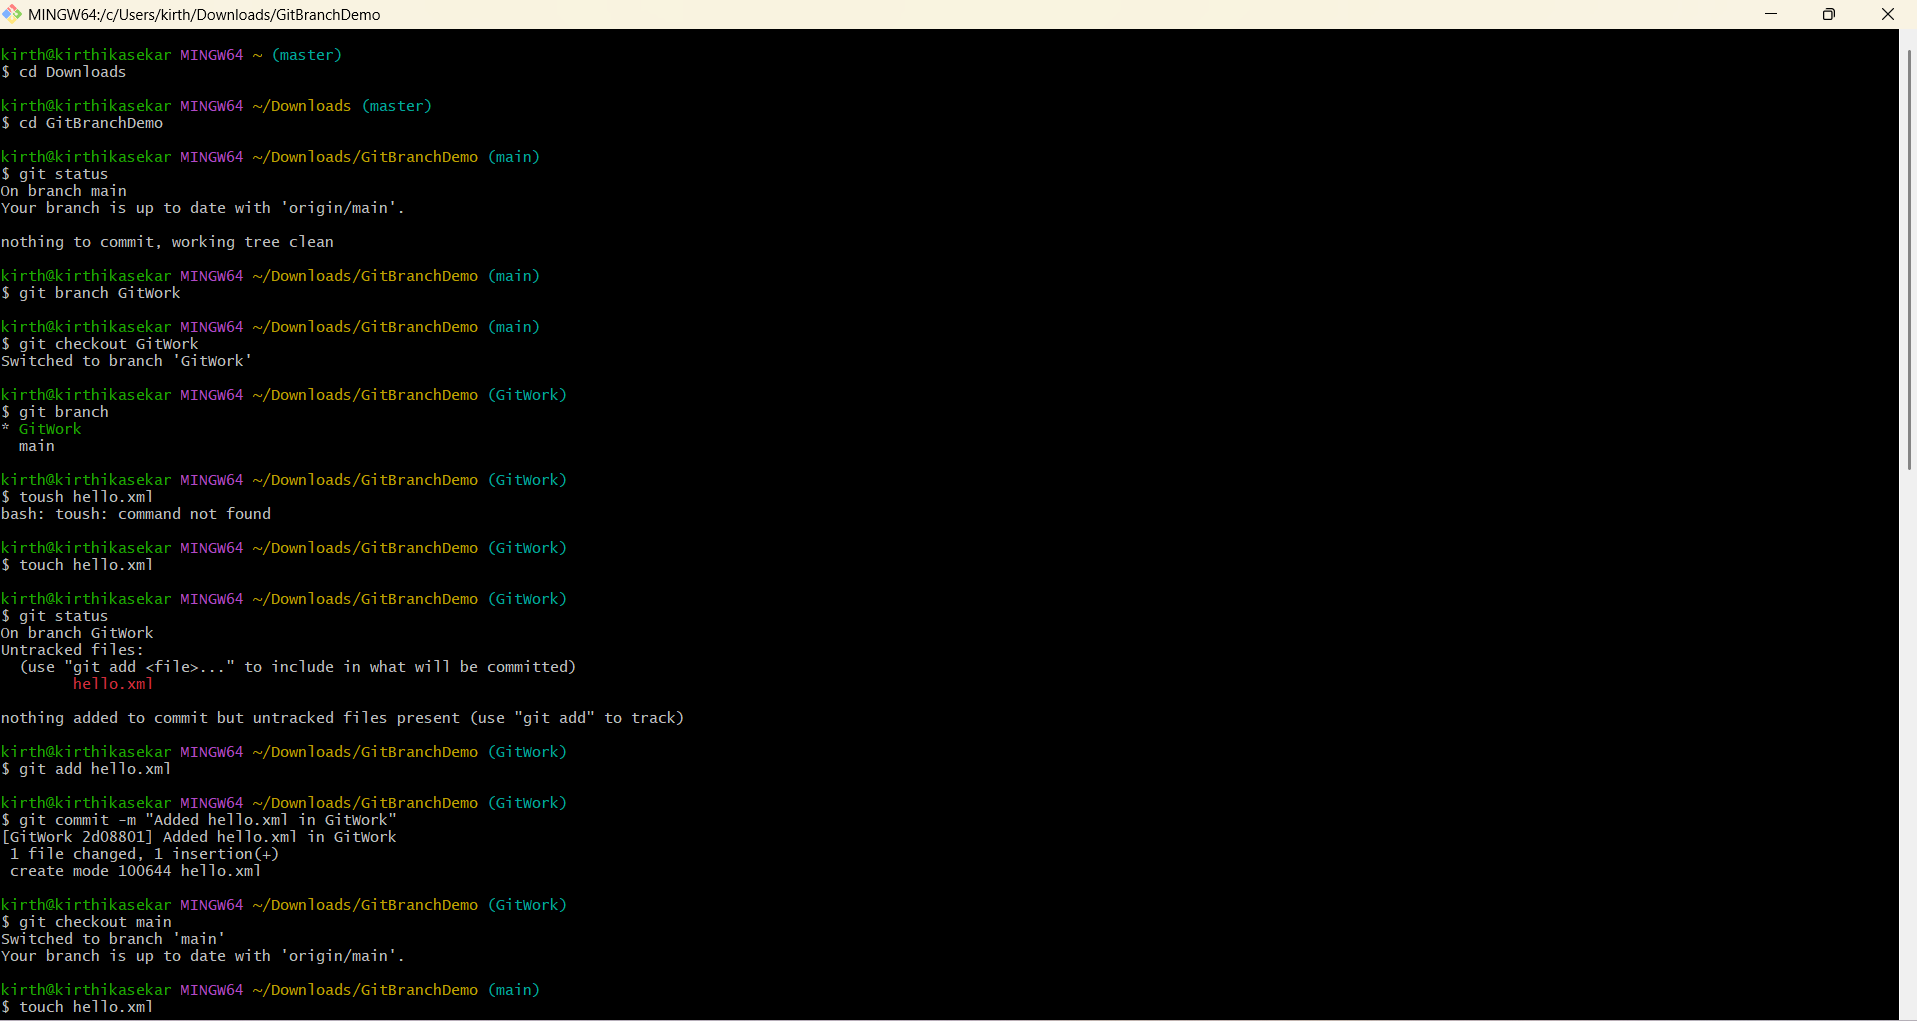 MINGW64:/c/Users/kirth/Downloads/GitBranchDemo
kirth@kirthikasekar MINGW64 ~ (master)
$ cd Downloads
kirth@kirthikasekar MINGW64 ~/Downloads (master)
$ cd GitBranchDemo
kirth@kirthikasekar MINGW64 ~/Downloads/GitBranchDemo (main)
$ git status
On branch main
Your branch is up to date with 'origin/main'.
nothing to commit, working tree clean
kirth@kirthikasekar MINGW64 ~/Downloads/GitBranchDemo (main)
$ git branch GitWork
kirth@kirthikasekar MINGW64 ~/Downloads/GitBranchDemo (main)
$ git checkout GitWork
Switched to branch 'GitWork'
kirth@kirthikasekar MINGW64 ~/Downloads/GitBranchDemo (GitWork)
$ git branch
* GitWork
  main
kirth@kirthikasekar MINGW64 ~/Downloads/GitBranchDemo (GitWork)
$ toush hello.xml
bash: toush: command not found
kirth@kirthikasekar MINGW64 ~/Downloads/GitBranchDemo (GitWork)
$ touch hello.xml
kirth@kirthikasekar MINGW64 ~/Downloads/GitBranchDemo (GitWork)
$ git status
On branch GitWork
Untracked files:
  (use "git add <file>..." to include in what will be committed)
        hello.xml
nothing added to commit but untracked files present (use "git add" to track)
kirth@kirthikasekar MINGW64 ~/Downloads/GitBranchDemo (GitWork)
$ git add hello.xml
kirth@kirthikasekar MINGW64 ~/Downloads/GitBranchDemo (GitWork)
$ git commit -m "Added hello.xml in GitWork"
[GitWork 2d08801] Added hello.xml in GitWork
 1 file changed, 1 insertion(+)
 create mode 100644 hello.xml
kirth@kirthikasekar MINGW64 ~/Downloads/GitBranchDemo (GitWork)
$ git checkout main
Switched to branch 'main'
Your branch is up to date with 'origin/main'.
kirth@kirthikasekar MINGW64 ~/Downloads/GitBranchDemo (main)
$ touch hello.xml